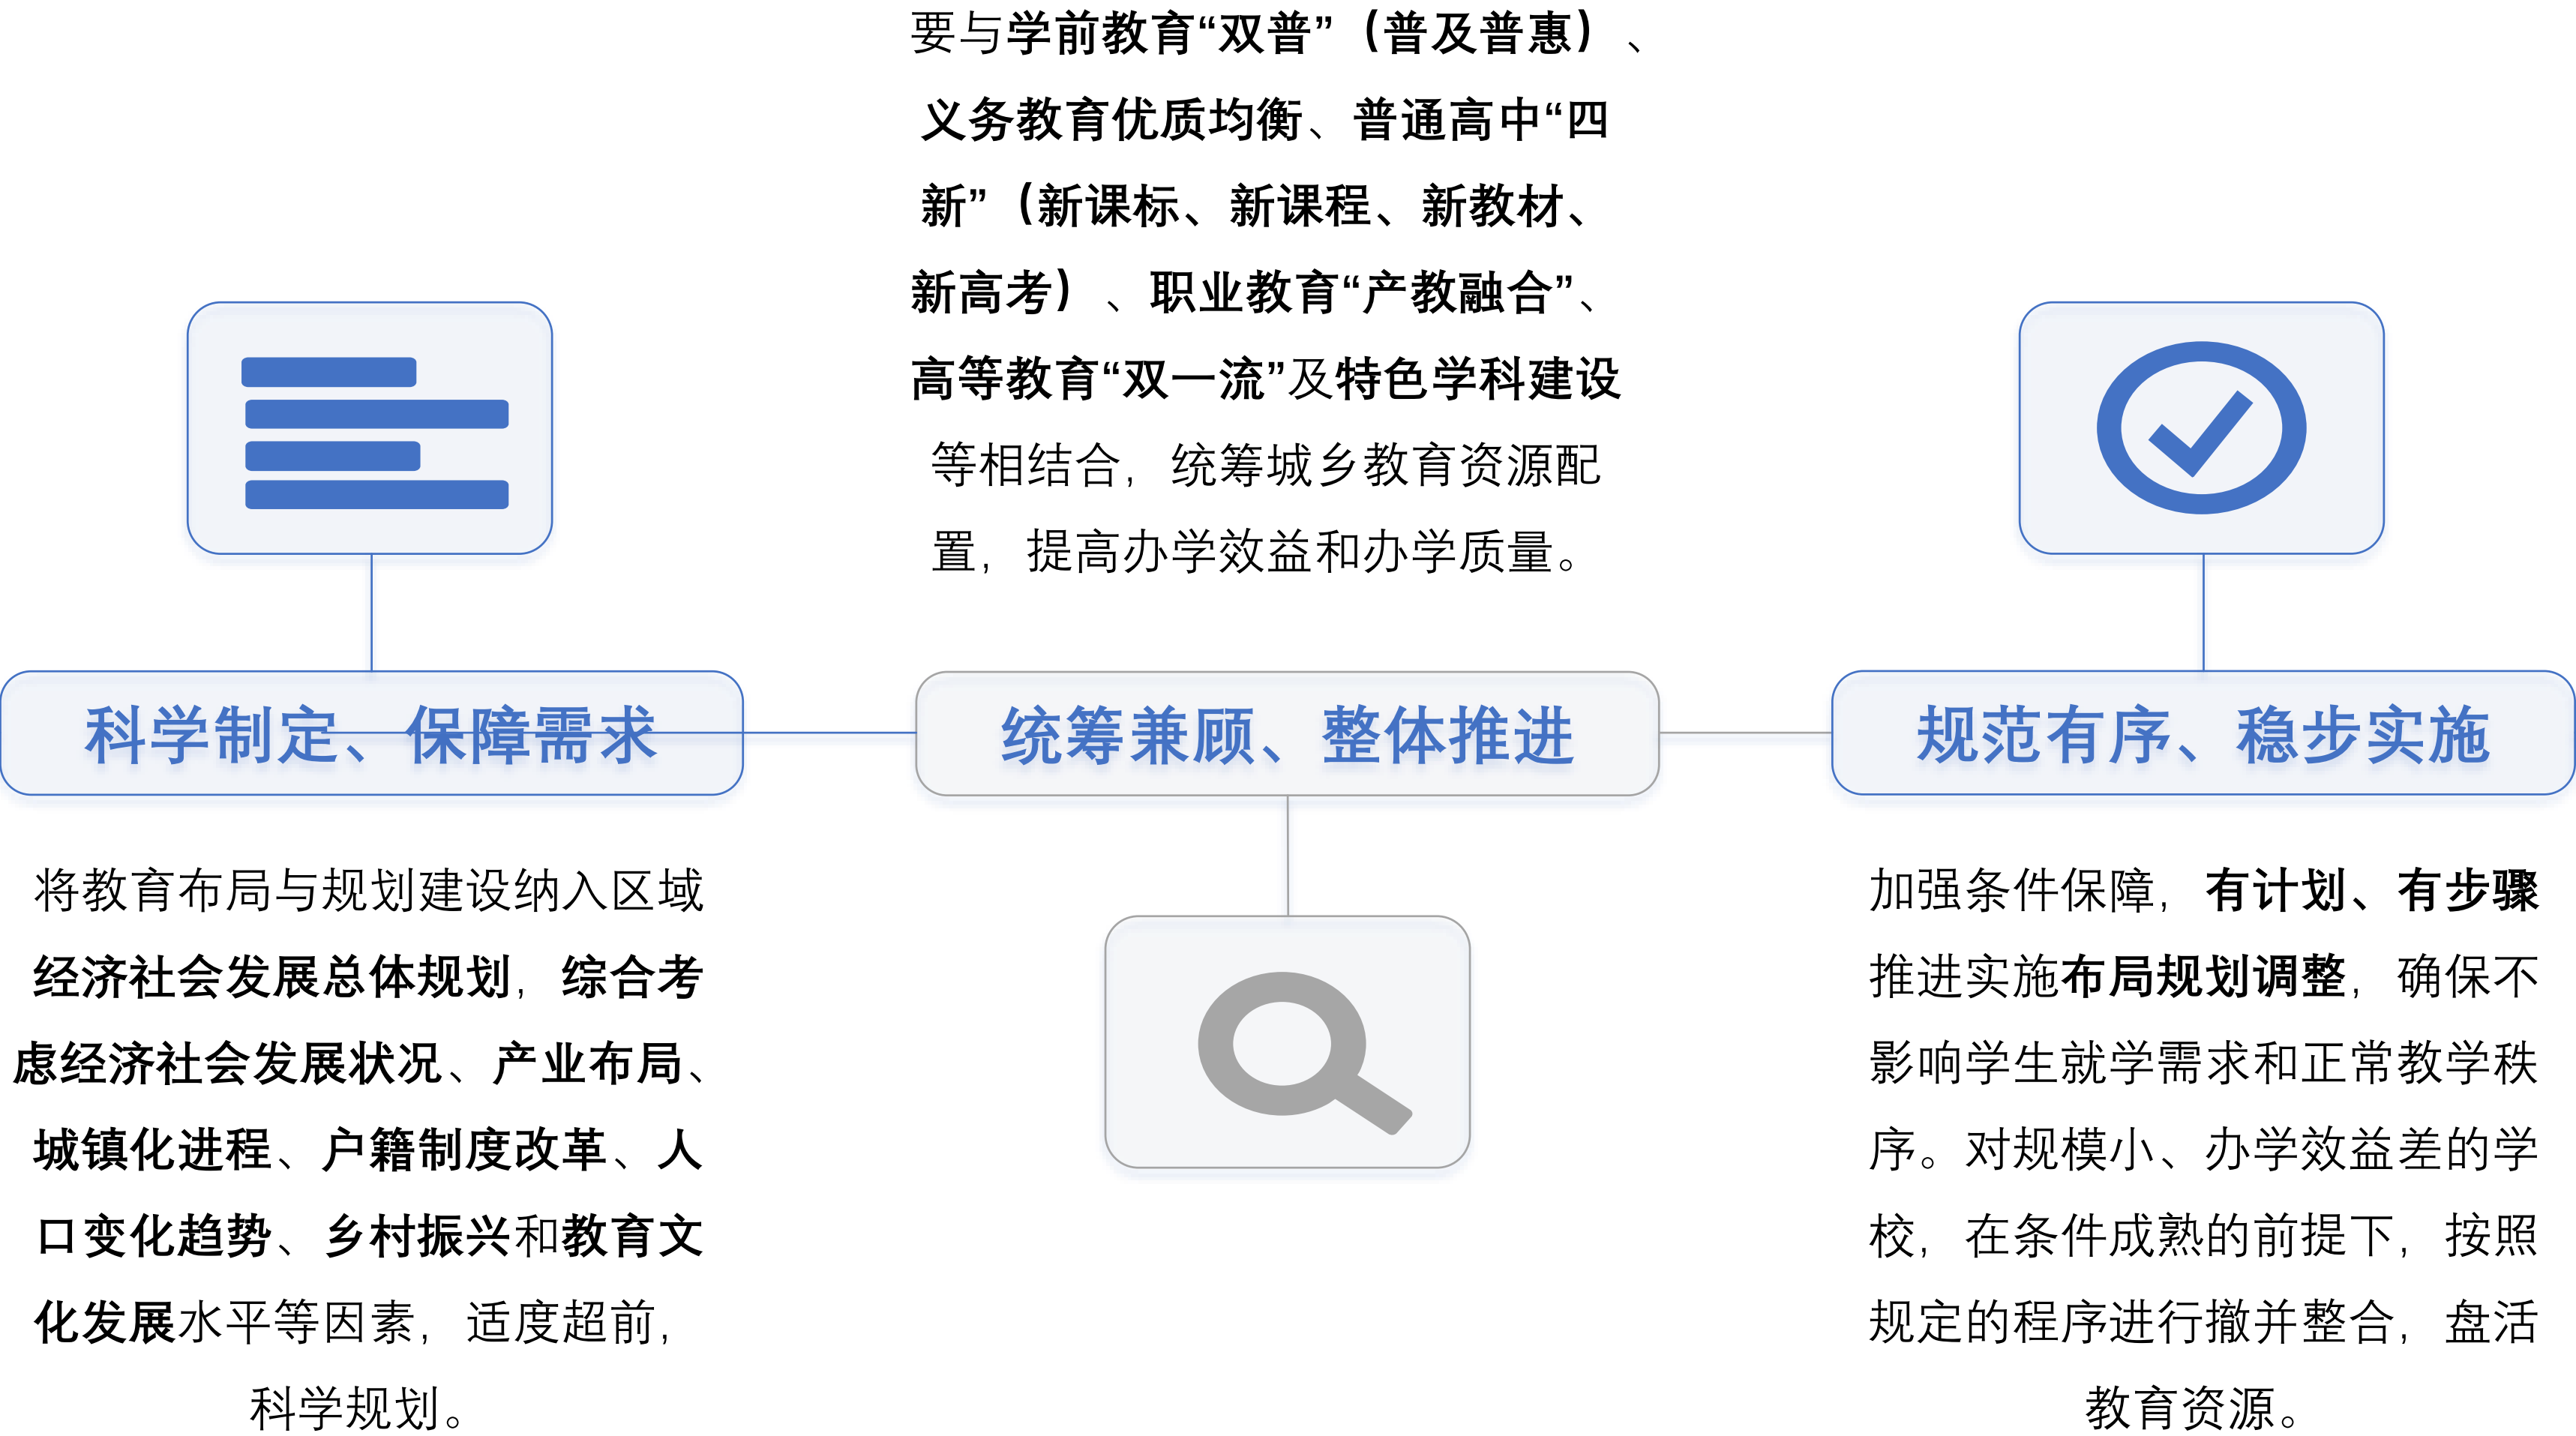 科学制定、保障需求
将教育布局与规划建设纳入区域
经济社会发展总体规划，综合考
虑经济社会发展状况、产业布局、
城镇化进程、户籍制度改革、人
口变化趋势、乡村振兴和教育文
化发展水平等因素，适度超前，
科学规划。
要与学前教育“双普”（普及普惠）、
义务教育优质均衡、普通高中“四
新”（新课标、新课程、新教材、
新高考）、职业教育“产教融合”、
高等教育“双一流”及特色学科建设
等相结合，统筹城乡教育资源配
置，提高办学效益和办学质量。
统筹兼顾、整体推进
规范有序、稳步实施
加强条件保障，有计划、有步骤
推进实施布局规划调整，确保不
影响学生就学需求和正常教学秩
序。对规模小、办学效益差的学
校，在条件成熟的前提下，按照
规定的程序进行撤并整合，盘活
教育资源。